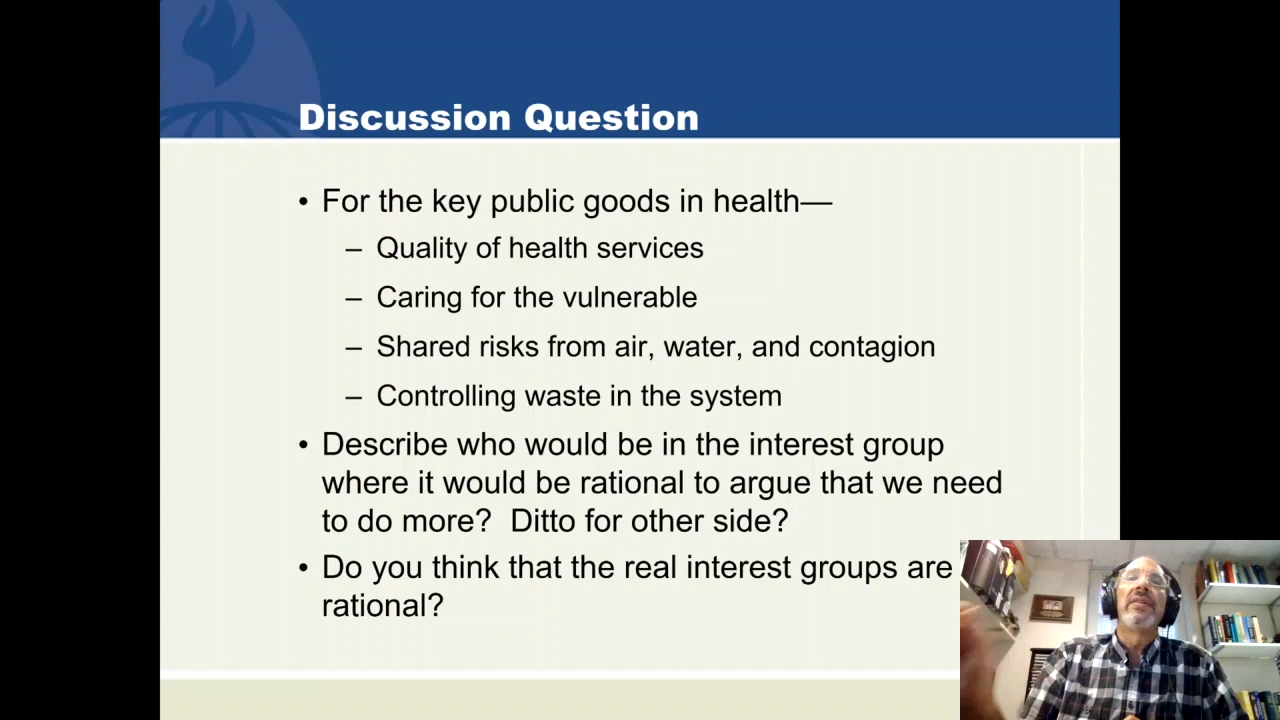 Discussion Question
• For the key public goods in health—
– Quality of health services
– Caring for the vulnerable
– Shared risks from air, water, and contagion
– Controlling waste in the system
• Describe who would be in the interest group
where it would be rational to argue that we need
to do more?  Ditto for other side?
• Do you think that the real interest groups are
rational?